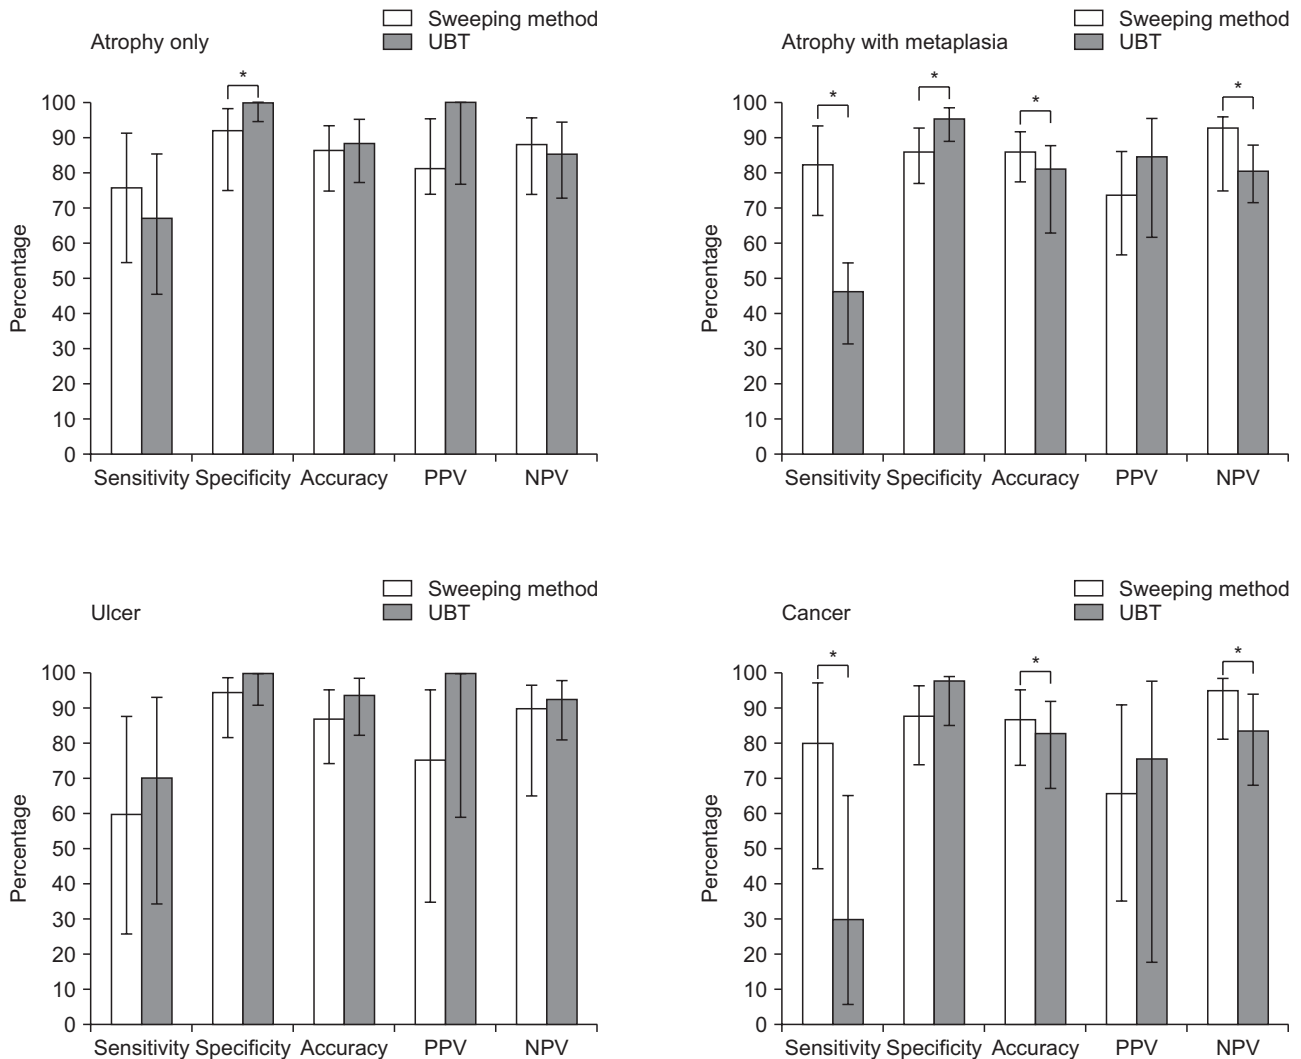 Sweeping method
UBT
Atrophy only
*
Percentage
100
90
80
70
60
50
40
30
20
10
0
Sensitivity Specificity Accuracy PPV NPV
Sweeping method
UBT
Atrophy with metaplasia
* * * *
Percentage
100
90
80
70
60
50
40
30
20
10
0
Sensitivity Specificity Accuracy PPV NPV
Sweeping method
UBT
Ulcer
Percentage
100
90
80
70
60
50
40
30
20
10
0
Sensitivity Specificity Accuracy PPV NPV
Sweeping method
UBT
Cancer
* * *
Percentage
100
90
80
70
60
50
40
30
20
10
0
Sensitivity Specificity Accuracy PPV NPV